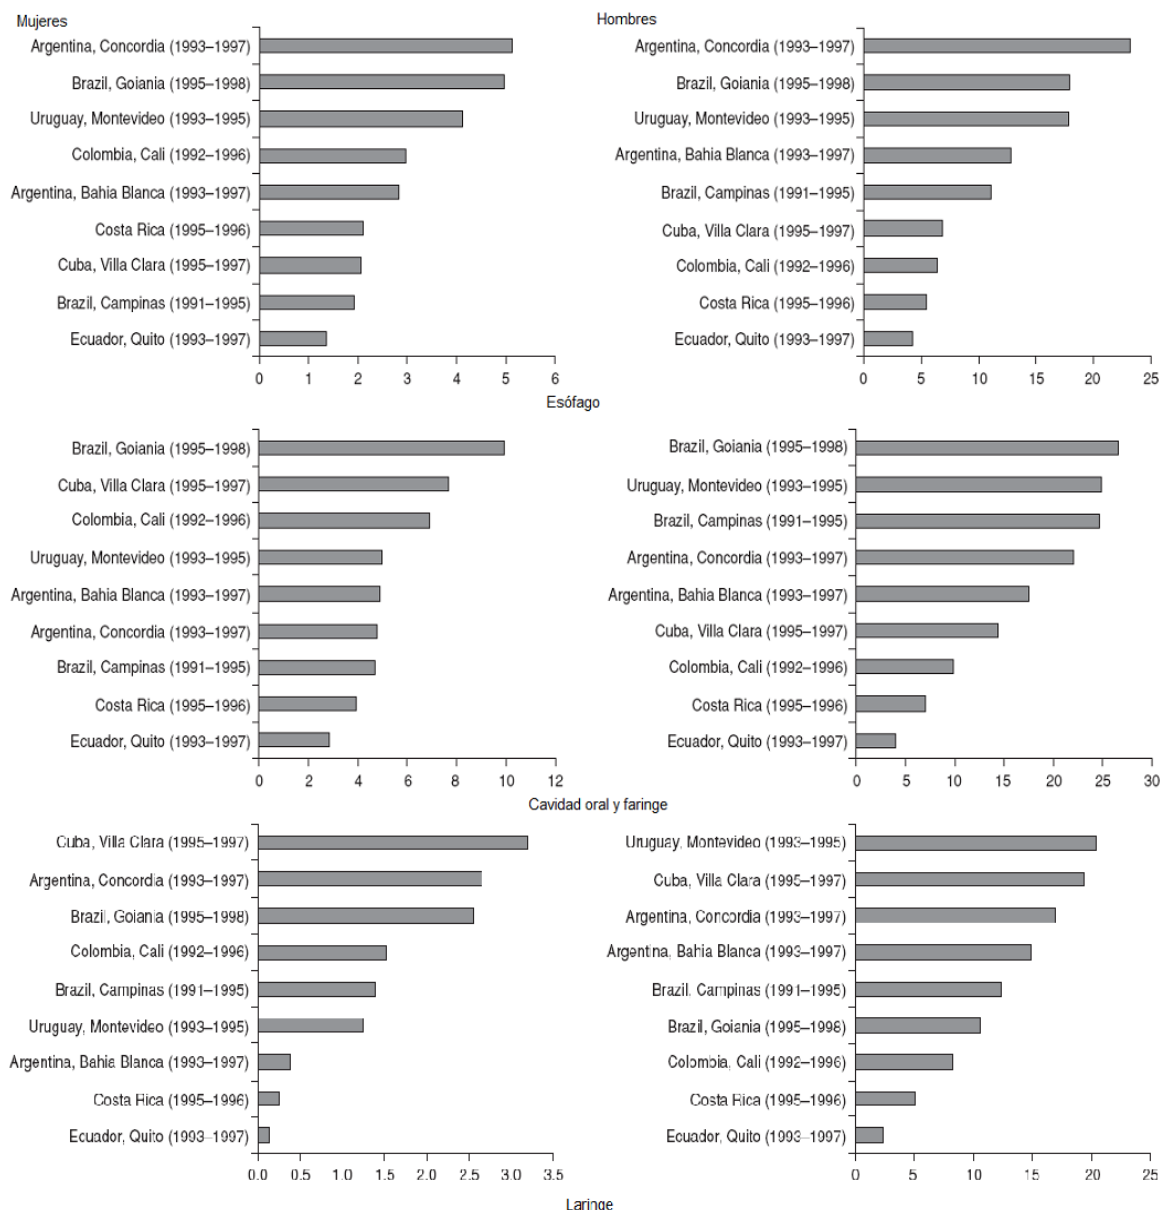 Mujeres
Argentina, Concordia (1993–1997)
Brazil, Goiania (1995–1998)
Uruguay, Montevideo (1993–1995)
Colombia, Cali (1992–1996)
Argentina, Bahia Blanca (1993–1997)
Costa Rica (1995–1996)
Cuba, Villa Clara (1995–1997)
Brazil, Campinas (1991–1995)
Ecuador, Quito (1993–1997)
0 1 2 3 4 5 6
Hombres
Argentina, Concordia (1993–1997)
Brazil, Goiania (1995–1998)
Uruguay, Montevideo (1993–1995)
Argentina, Bahia Blanca (1993–1997)
Brazil, Campinas (1991–1995)
Cuba, Villa Clara (1995–1997)
Colombia, Cali (1992–1996)
Costa Rica (1995–1996)
Ecuador, Quito (1993–1997)
0 5 10 15 20 25
Esófago
Brazil, Goiania (1995–1998)
Cuba, Villa Clara (1995–1997)
Colombia, Cali (1992–1996)
Uruguay, Montevideo (1993–1995)
Argentina, Bahia Blanca (1993–1997)
Argentina, Concordia (1993–1997)
Brazil, Campinas (1991–1995)
Costa Rica (1995–1996)
Ecuador, Quito (1993–1997)
0 2 4 6 8 10 12
Brazil, Goiania (1995–1998)
Uruguay, Montevideo (1993–1995)
Brazil, Campinas (1991–1995)
Argentina, Concordia (1993–1997)
Argentina, Bahia Blanca (1993–1997)
Cuba, Villa Clara (1995–1997)
Colombia, Cali (1992–1996)
Costa Rica (1995–1996)
Ecuador, Quito (1993–1997)
0 5 10 15 20 25 30
Cavidad oral y faringe
Cuba, Villa Clara (1995–1997)
Argentina, Concordia (1993–1997)
Brazil, Goiania (1995–1998)
Colombia, Cali (1992–1996)
Brazil, Campinas (1991–1995)
Uruguay, Montevideo (1993–1995)
Argentina, Bahia Blanca (1993–1997)
Costa Rica (1995–1996)
Ecuador, Quito (1993–1997)
0.0 0.5 1.0 1.5 2.0 2.5 3.0 3.5
Uruguay, Montevideo (1993–1995)
Cuba, Villa Clara (1995–1997)
Argentina, Concordia (1993–1997)
Argentina, Bahia Blanca (1993–1997)
Brazil, Campinas (1991–1995)
Brazil, Goiania (1995–1998)
Colombia, Cali (1992–1996)
Costa Rica (1995–1996)
Ecuador, Quito (1993–1997)
0 5 10 15 20 25
Laringe